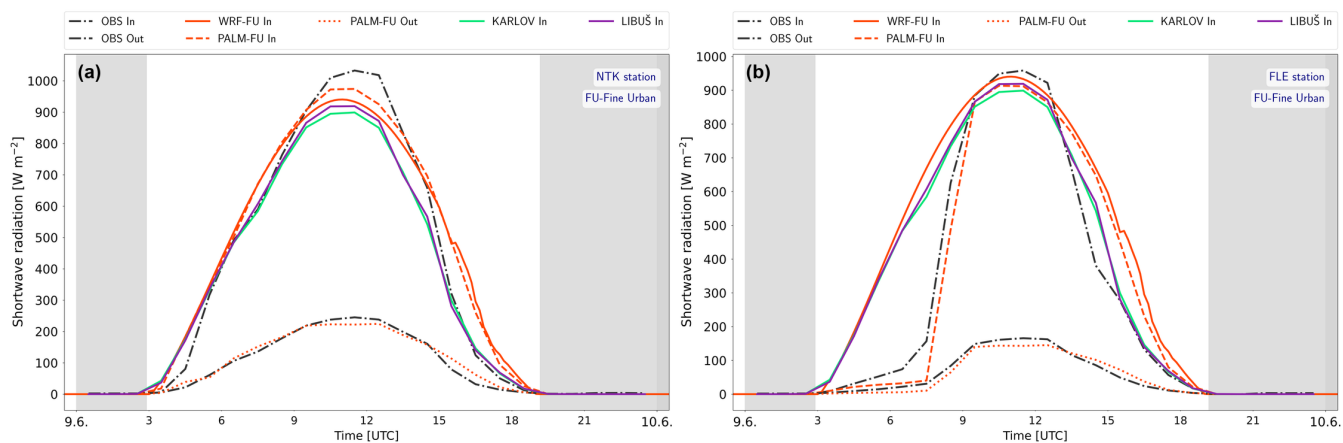 OBS In WRF-FU In PALM-FU Out KARLOV In LIBUŠ In
OBS Out PALM-FU In
(a)
NTK station
FU-Fine Urban
Shortwave radiation [W m⁻²]
1000
900
800
700
600
500
400
300
200
100
0
9.6. 3 6 9 12 15 18 21 10.6.
Time [UTC]
OBS In WRF-FU In PALM-FU Out KARLOV In LIBUŠ In
OBS Out PALM-FU In
(b)
FLE station
FU-Fine Urban
Shortwave radiation [W m⁻²]
1000
900
800
700
600
500
400
300
200
100
0
9.6. 3 6 9 12 15 18 21 10.6.
Time [UTC]